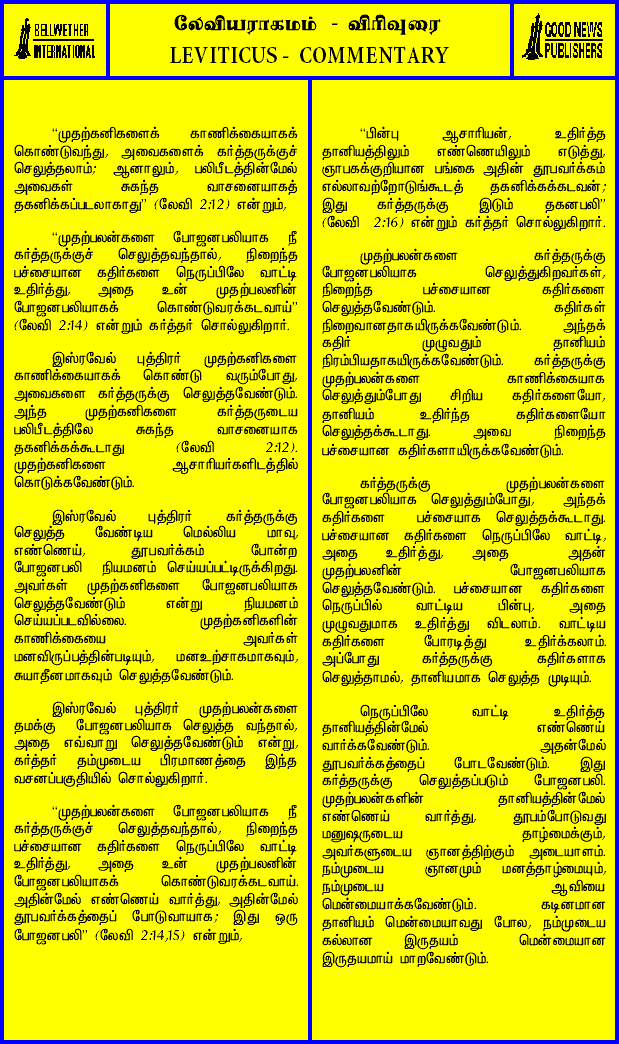 BELLWETHER
INTERNATIONAL
லேவியராகமம் - விரிவுரை
LEVITICUS - COMMENTARY
GOOD NEWS
PUBLISHERS
“முதற்கனிகளைக் காணிக்கையாகக்
கொண்டுவந்து, அவைகளைக் கர்த்தருக்குச்
செலுத்தலாம்; ஆனாலும், பலிபீடத்தின்மேல்
அவைகள் சுகந்த வாசனையாகத்
தகனிக்கப்படலாகாது” (லேவி 2:12) என்றும்,
“முதற்பலன்களை போஜனபலியாக நீ
கர்த்தருக்குச் செலுத்தவந்தால், நிறைந்த
பச்சையான கதிர்களை நெருப்பிலே வாட்டி
உதிர்த்து, அதை உன் முதற்பலனின்
போஜனபலியாகக் கொண்டுவரக்கடவாய்”
(லேவி 2:14) என்றும் கர்த்தர் சொல்லுகிறார்.
இஸ்ரவேல் புத்திரர் முதற்கனிகளை
காணிக்கையாகக் கொண்டு வரும்போது,
அவைகளை கர்த்தருக்கு செலுத்தவேண்டும்.
அந்த முதற்கனிகளை கர்த்தருடைய
பலிபீடத்திலே சுகந்த வாசனையாக
தகனிக்கக்கூடாது (லேவி 2:12).
முதற்கனிகளை ஆசாரியர்களிடத்தில்
கொடுக்கவேண்டும்.
இஸ்ரவேல் புத்திரர் கர்த்தருக்கு
செலுத்த வேண்டிய மெல்லிய மாவு,
எண்ணெய், தூபவர்க்கம் போன்ற
போஜனபலி நியமனம் செய்யப்பட்டிருக்கிறது.
அவர்கள் முதற்கனிகளை போஜனபலியாக
செலுத்தவேண்டும் என்று நியமனம்
செய்யப்படவில்லை. முதற்கனிகளின்
காணிக்கையை அவர்கள்
மனவிருப்பத்தின்படியும், மனஉற்சாகமாகவும்,
சுயாதீனமாகவும் செலுத்தவேண்டும்.
இஸ்ரவேல் புத்திரர் முதற்பலன்களை
தமக்கு போஜனபலியாக செலுத்த வந்தால்,
அதை எவ்வாறு செலுத்தவேண்டும் என்று,
கர்த்தர் தம்முடைய பிரமாணத்தை இந்த
வசனப்பகுதியில் சொல்லுகிறார்.
“முதற்பலன்களை போஜனபலியாக நீ
கர்த்தருக்குச் செலுத்தவந்தால், நிறைந்த
பச்சையான கதிர்களை நெருப்பிலே வாட்டி
உதிர்த்து, அதை உன் முதற்பலனின்
போஜனபலியாகக் கொண்டுவரக்கடவாய்.
அதின்மேல் எண்ணெய் வார்த்து, அதின்மேல்
தூபவர்க்கத்தைப் போடுவாயாக; இது ஒரு
போஜனபலி” (லேவி 2:14,15) என்றும்,
“பின்பு ஆசாரியன், உதிர்த்த
தானியத்திலும் எண்ணெயிலும் எடுத்து,
ஞாபகக்குறியான பங்கை அதின் தூபவர்க்கம்
எல்லாவற்றோடுங்கூடத் தகனிக்கக்கடவன்;
இது கர்த்தருக்கு இடும் தகனபலி”
(லேவி 2:16) என்றும் கர்த்தர் சொல்லுகிறார்.
முதற்பலன்களை கர்த்தருக்கு
போஜனபலியாக செலுத்துகிறவர்கள்,
நிறைந்த பச்சையான கதிர்களை
செலுத்தவேண்டும். கதிர்கள்
நிறைவானதாகயிருக்கவேண்டும். அந்தக்
கதிர் முழுவதும் தானியம்
நிரம்பியதாகயிருக்கவேண்டும். கர்த்தருக்கு
முதற்பலன்களை காணிக்கையாக
செலுத்தும்போது சிறிய கதிர்களையோ,
தானியம் உதிர்ந்த கதிர்களையோ
செலுத்தக்கூடாது. அவை நிறைந்த
பச்சையான கதிர்களாயிருக்கவேண்டும்.
கர்த்தருக்கு முதற்பலன்களை
போஜனபலியாக செலுத்தும்போது, அந்தக்
கதிர்களை பச்சையாக செலுத்தக்கூடாது.
பச்சையான கதிர்களை நெருப்பிலே வாட்டி,
அதை உதிர்த்து, அதை அதன்
முதற்பலனின் போஜனபலியாக
செலுத்தவேண்டும். பச்சையான கதிர்களை
நெருப்பில் வாட்டிய பின்பு, அதை
முழுவதுமாக உதிர்த்து விடலாம். வாட்டிய
கதிர்களை போரடித்து உதிர்க்கலாம்.
அப்போது கர்த்தருக்கு கதிர்களாக
செலுத்தாமல், தானியமாக செலுத்த முடியும்.
நெருப்பிலே வாட்டி உதிர்த்த
தானியத்தின்மேல் எண்ணெய்
வார்க்கவேண்டும். அதன்மேல்
தூபவர்க்கத்தைப் போடவேண்டும். இது
கர்த்தருக்கு செலுத்தப்படும் போஜனபலி.
முதற்பலன்களின் தானியத்தின்மேல்
எண்ணெய் வார்த்து, தூபம்போடுவது
மனுஷருடைய தாழ்மைக்கும்,
அவர்களுடைய ஞானத்திற்கும் அடையாளம்.
நம்முடைய ஞானமும் மனத்தாழ்மையும்,
நம்முடைய ஆவியை
மென்மையாக்கவேண்டும். கடினமான
தானியம் மென்மையாவது போல, நம்முடைய
கல்லான இருதயம் மென்மையான
இருதயமாய் மாறவேண்டும்.